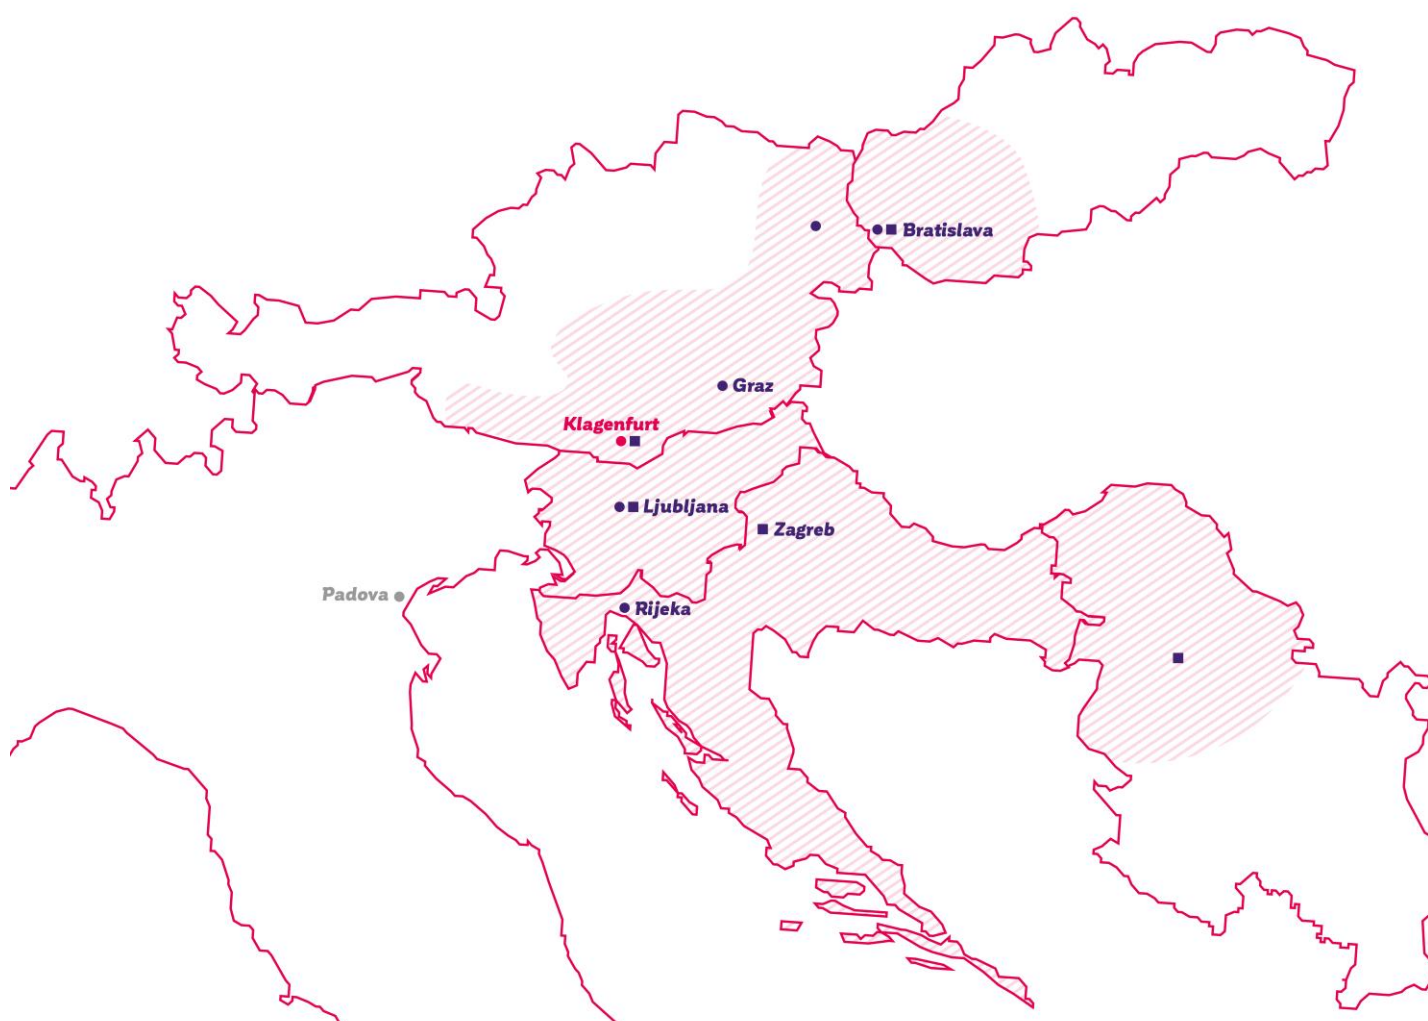 Bratislava
Graz
Klagenfurt
Ljubljana
Zagreb
Padova
Rijeka